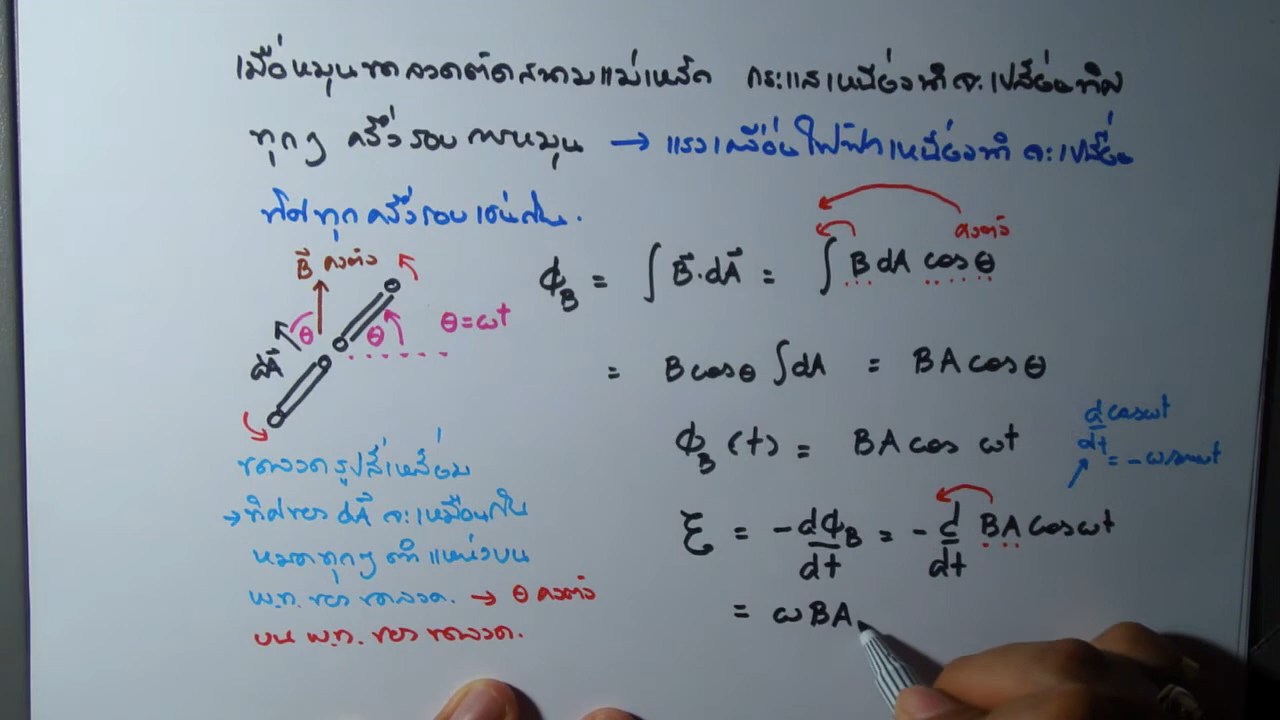 เมื่อหมุนขดลวดตัดสนามแม่เหล็ก กระแสเหนี่ยวนำจะเปลี่ยนทิศ
ทุกๆ ครึ่งรอบการหมุน → แรงเคลื่อนไฟฟ้าเหนี่ยวนำจะเปลี่ยน
ทิศทุกครึ่งรอบเช่นกัน.
B⃗ คงตัว
θ
θ
θ=ωt
dA⃗
คงตัว
Φ_B = ∫ B⃗·dA⃗ = ∫ B dA cos θ
= B cosθ ∫dA = BA cosθ
Φ_B (t) = BA cos ωt
d/dt cosωt
= -ω sinωt
ε = -dΦ_B/dt = -d/dt BA cosωt
= ωBA
ขดลวดรูปสี่เหลี่ยม
→ ทิศของ dA⃗ จะเหมือนกัน
หมดทุกๆ ตำแหน่งบน
พ.ท. ของ ขดลวด. → θ คงตัว
บน พ.ท. ของ ขดลวด.